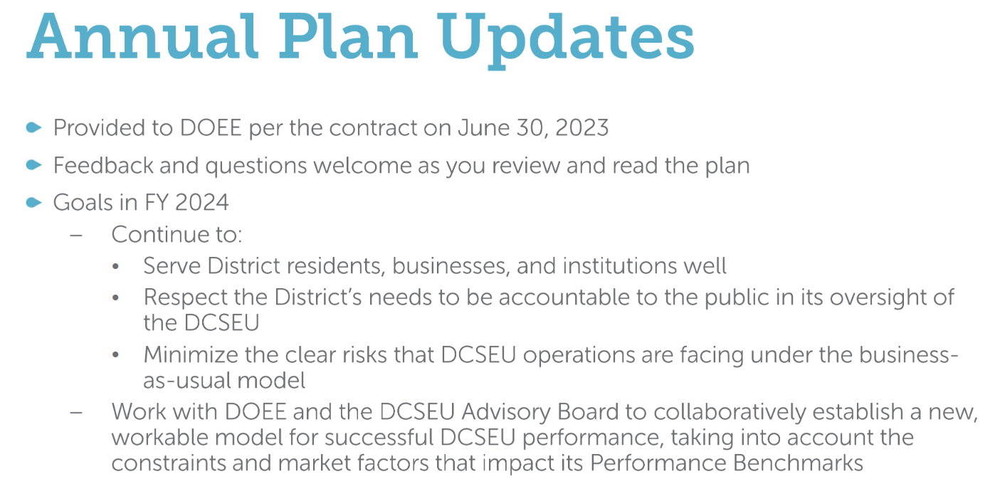 Annual Plan Updates
Provided to DOEE per the contract on June 30, 2023
Feedback and questions welcome as you review and read the plan
Goals in FY 2024
– Continue to:
• Serve District residents, businesses, and institutions well
• Respect the District’s needs to be accountable to the public in its oversight of
the DCSEU
• Minimize the clear risks that DCSEU operations are facing under the business-
as-usual model
– Work with DOEE and the DCSEU Advisory Board to collaboratively establish a new,
workable model for successful DCSEU performance, taking into account the
constraints and market factors that impact its Performance Benchmarks